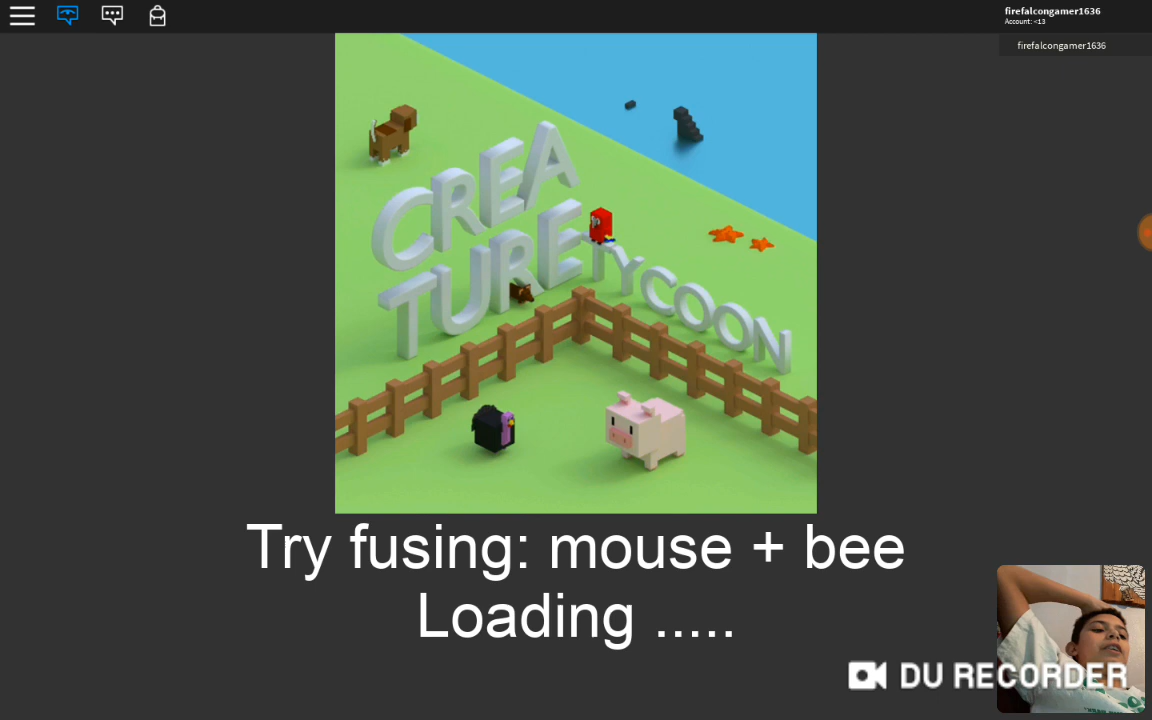 firefalcongamer1636
Account: <13
firefalcongamer1636
CREA
TURE TYCOON
Try fusing: mouse + bee
Loading .....
DU RECORDER